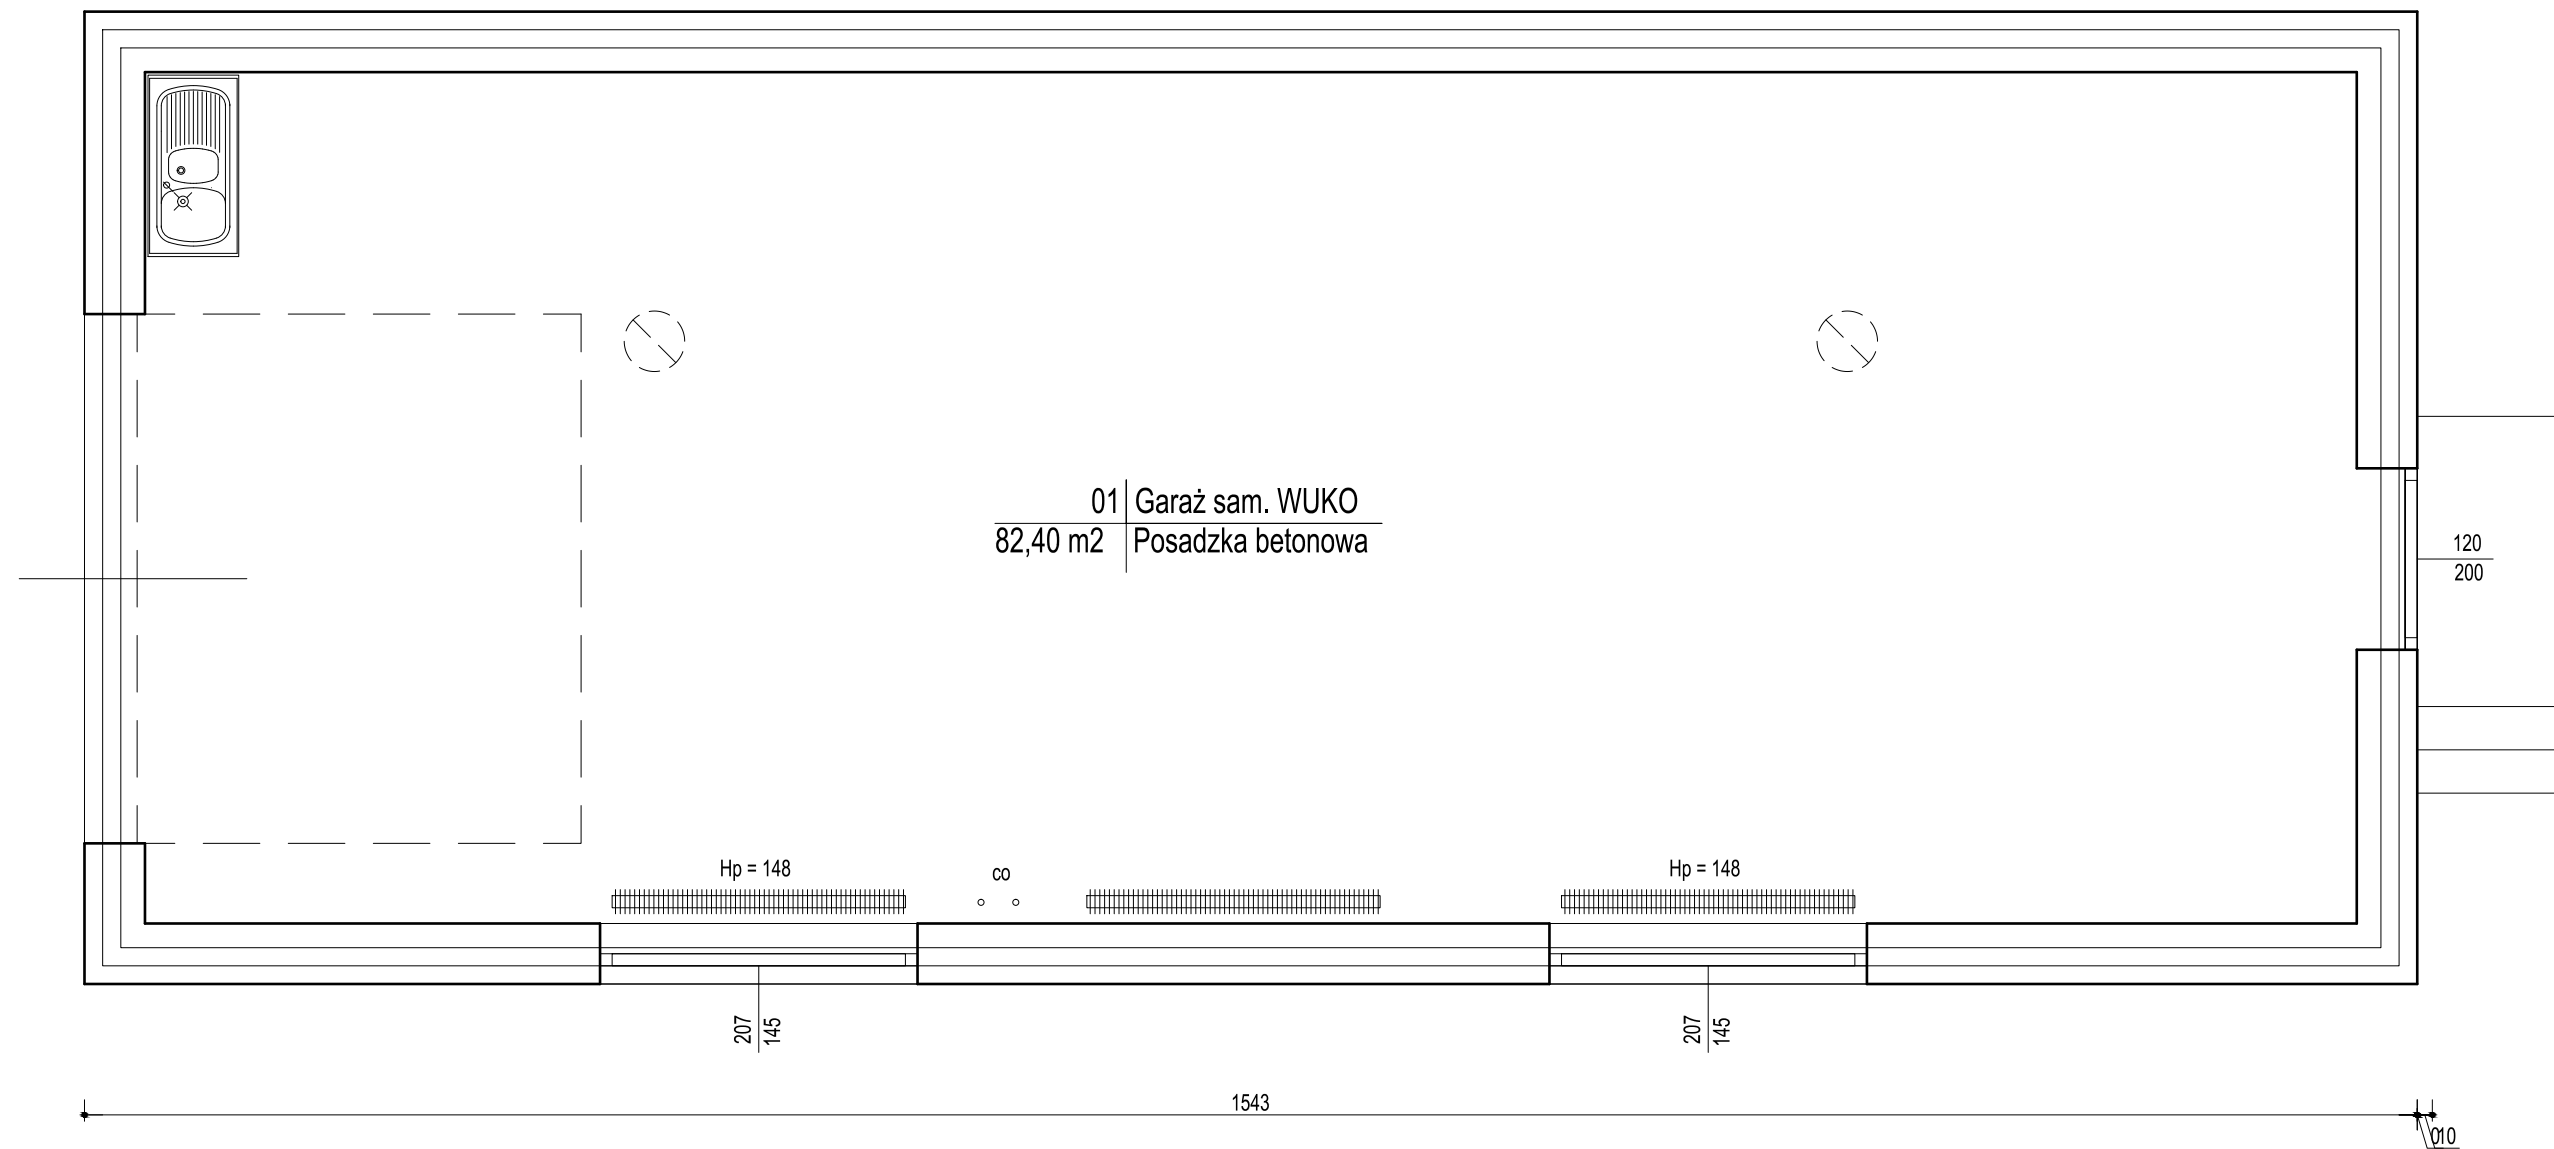 01 Garaż sam. WUKO
82,40 m2 Posadzka betonowa
120
200
Hp = 148
co
Hp = 148
207
145
207
145
1543
10